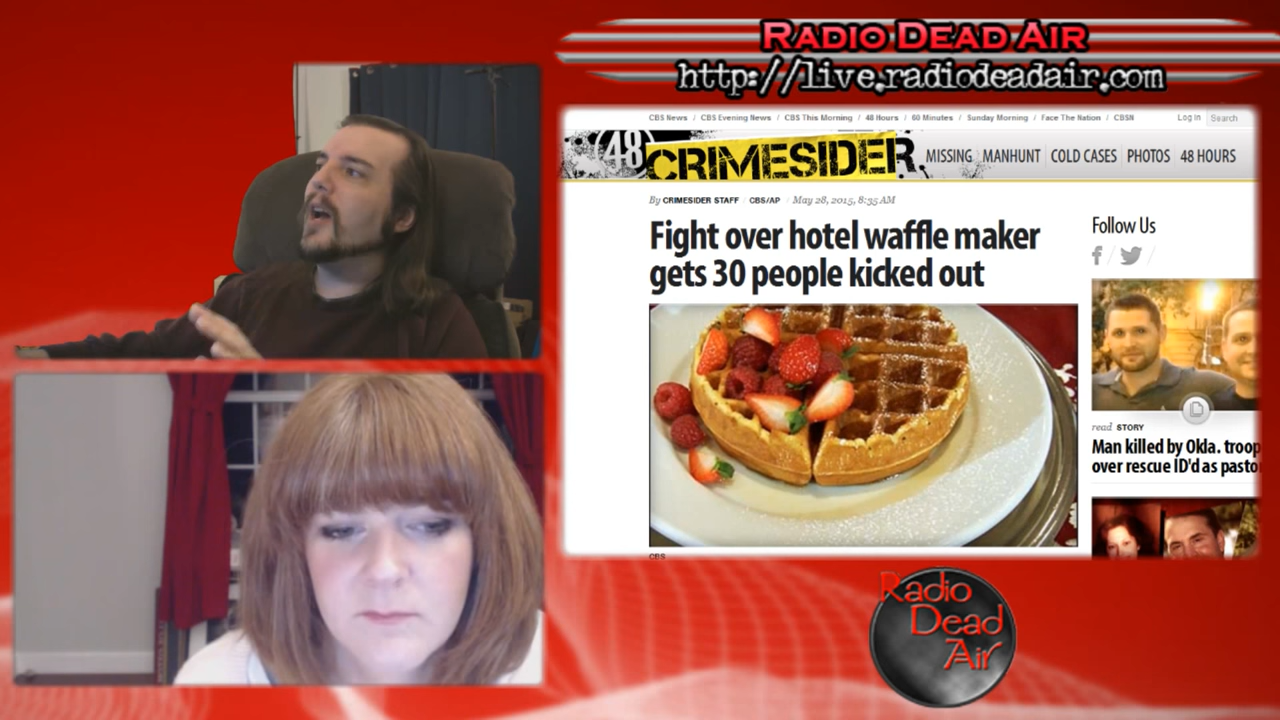 RADIO DEAD AIR
http://live.radiodeadair.com
CBS News / CBS Evening News / CBS This Morning / 48 Hours / 60 Minutes / Sunday Morning / Face The Nation / CBSN
Log In
Search
48
CRIMESIDER
MISSING
MANHUNT
COLD CASES
PHOTOS
48 HOURS
By CRIMESIDER STAFF / CBS/AP / May 28, 2015, 8:35 AM
Fight over hotel waffle maker
gets 30 people kicked out
Follow Us
f / /
read STORY
Man killed by Okla. troop
over rescue ID'd as pasto
CBS
Radio
Dead
Air